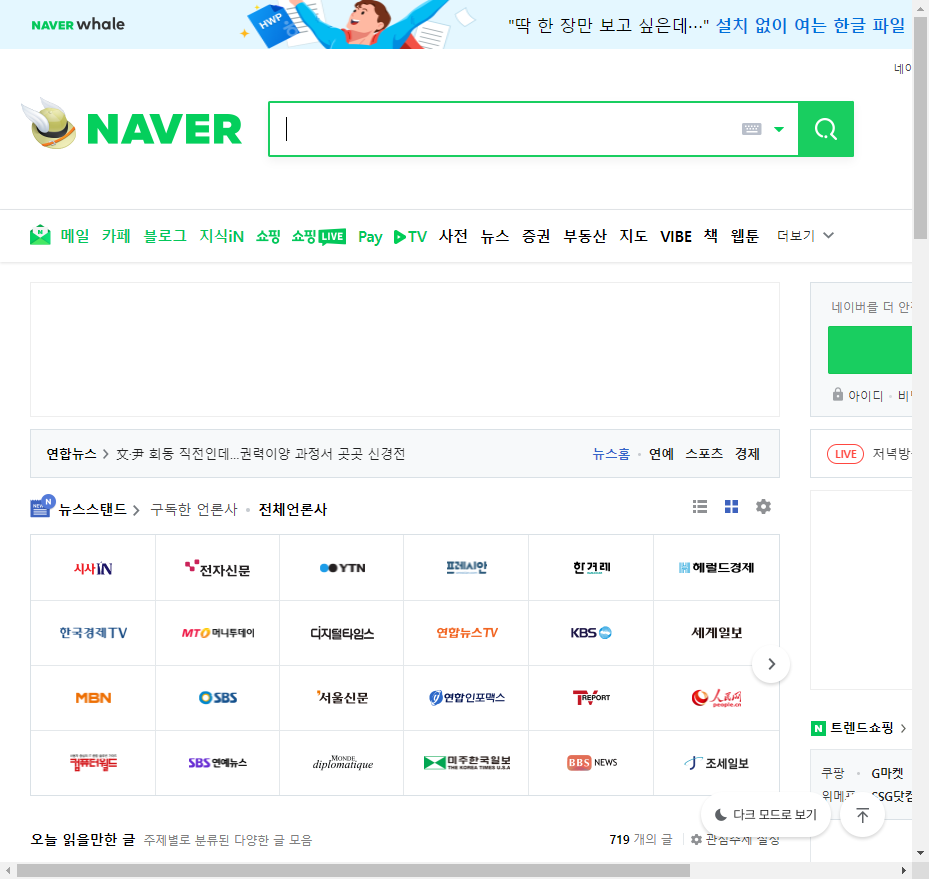 NAVER whale
HWP
"딱 한 장만 보고 싶은데…" 설치 없이 여는 한글 파일
네이
NAVER
메일 카페 블로그 지식iN 쇼핑 쇼핑LIVE Pay TV 사전 뉴스 증권 부동산 지도 VIBE 책 웹툰 더보기
네이버를 더 안
아이디 · 비
연합뉴스 > 文·尹 회동 직전인데…권력이양 과정서 곳곳 신경전
뉴스홈 · 연예 스포츠 경제
LIVE 저녁방
뉴스스탠드 > 구독한 언론사 · 전체언론사
시사IN 전자신문 YTN 프레시안 한겨레 헤럴드경제
한국경제TV MTO 머니투데이 디지털타임스 연합뉴스TV KBS 세계일보
MBN SBS 서울신문 연합인포맥스 TVREPORT 人民网 people.cn
컴퓨터월드 SBS 연예뉴스 LE MONDE diplomatique 미주한국일보 THE KOREA TIMES U.S.A BBS NEWS 조세일보
N 트렌드쇼핑 >
쿠팡 · G마켓
위메프 SSG닷컴
다크 모드로 보기
오늘 읽을만한 글 주제별로 분류된 다양한 글 모음
719 개의 글 관심주제 설정